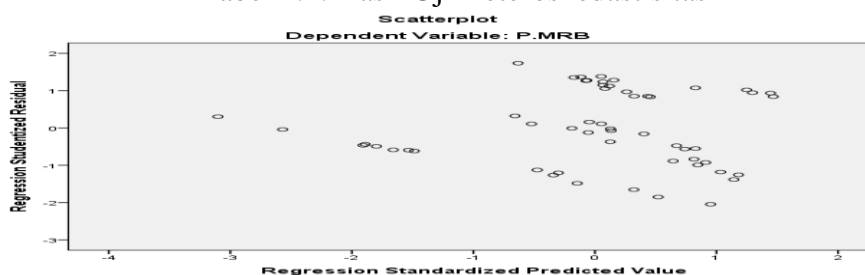 Scatterplot
Dependent Variable: P.MRB
Regression Studentized Residual
2
1
0
-1
-2
-3
-4 -3 -2 -1 0 1 2
Regression Standardized Predicted Value